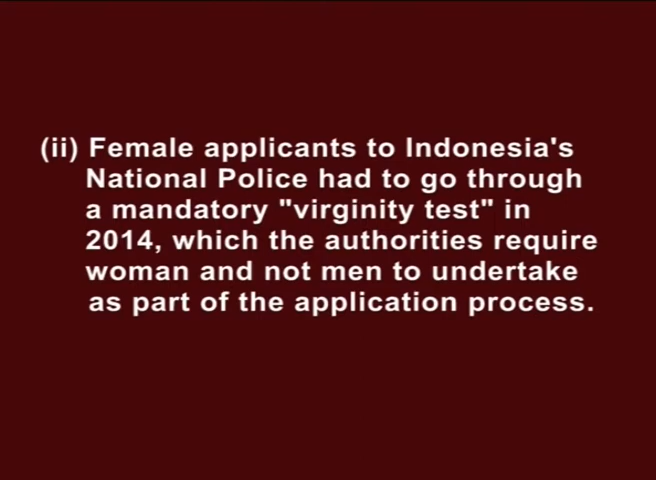 (ii) Female applicants to Indonesia's
National Police had to go through
a mandatory "virginity test" in
2014, which the authorities require
woman and not men to undertake
as part of the application process.